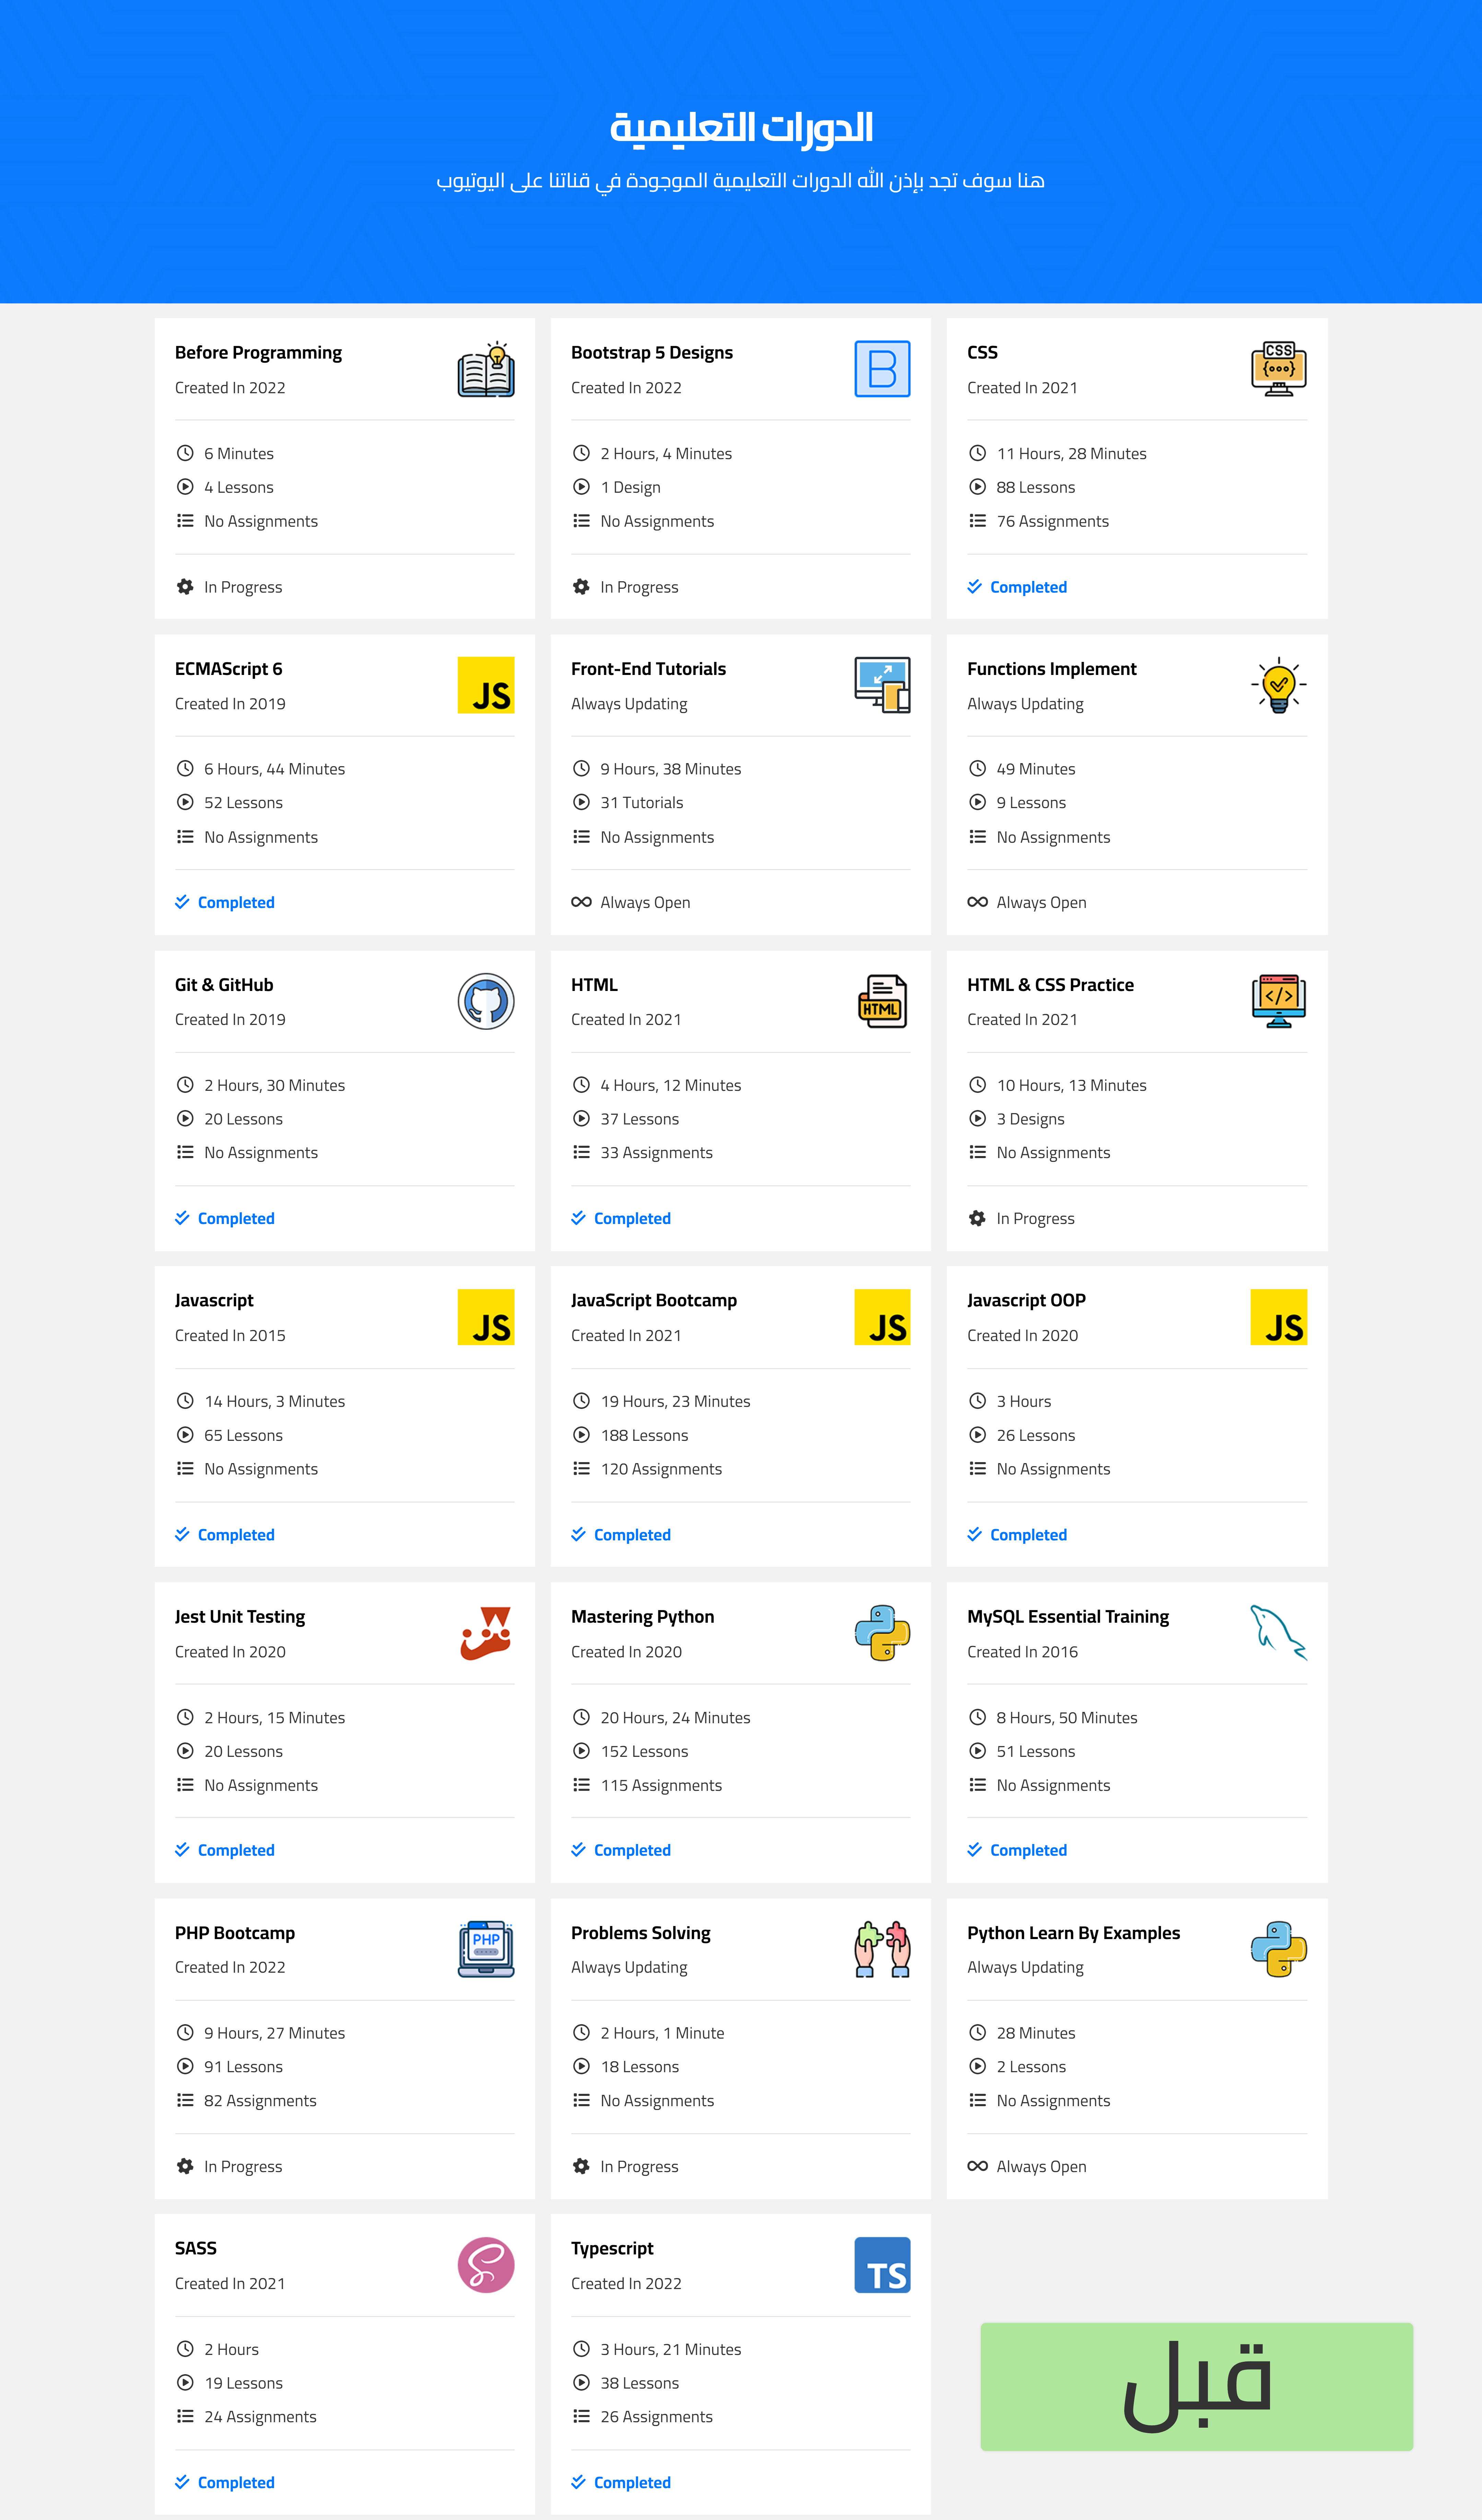 الدورات التعليمية
هنا سوف تجد بإذن الله الدورات التعليمية الموجودة في قناتنا على اليوتيوب
Before Programming
Created In 2022
6 Minutes
4 Lessons
No Assignments
In Progress
Bootstrap 5 Designs
Created In 2022
B
2 Hours, 4 Minutes
1 Design
No Assignments
In Progress
CSS
Created In 2021
CSS
{ooo}
11 Hours, 28 Minutes
88 Lessons
76 Assignments
Completed
ECMAScript 6
Created In 2019
JS
6 Hours, 44 Minutes
52 Lessons
No Assignments
Completed
Front-End Tutorials
Always Updating
9 Hours, 38 Minutes
31 Tutorials
No Assignments
Always Open
Functions Implement
Always Updating
49 Minutes
9 Lessons
No Assignments
Always Open
Git & GitHub
Created In 2019
2 Hours, 30 Minutes
20 Lessons
No Assignments
Completed
HTML
Created In 2021
HTML
4 Hours, 12 Minutes
37 Lessons
33 Assignments
Completed
HTML & CSS Practice
Created In 2021
</>
10 Hours, 13 Minutes
3 Designs
No Assignments
In Progress
Javascript
Created In 2015
JS
14 Hours, 3 Minutes
65 Lessons
No Assignments
Completed
JavaScript Bootcamp
Created In 2021
JS
19 Hours, 23 Minutes
188 Lessons
120 Assignments
Completed
Javascript OOP
Created In 2020
JS
3 Hours
26 Lessons
No Assignments
Completed
Jest Unit Testing
Created In 2020
2 Hours, 15 Minutes
20 Lessons
No Assignments
Completed
Mastering Python
Created In 2020
20 Hours, 24 Minutes
152 Lessons
115 Assignments
Completed
MySQL Essential Training
Created In 2016
8 Hours, 50 Minutes
51 Lessons
No Assignments
Completed
PHP Bootcamp
Created In 2022
PHP
9 Hours, 27 Minutes
91 Lessons
82 Assignments
In Progress
Problems Solving
Always Updating
2 Hours, 1 Minute
18 Lessons
No Assignments
In Progress
Python Learn By Examples
Always Updating
28 Minutes
2 Lessons
No Assignments
Always Open
SASS
Created In 2021
2 Hours
19 Lessons
24 Assignments
Completed
Typescript
Created In 2022
TS
3 Hours, 21 Minutes
38 Lessons
26 Assignments
Completed
قبل